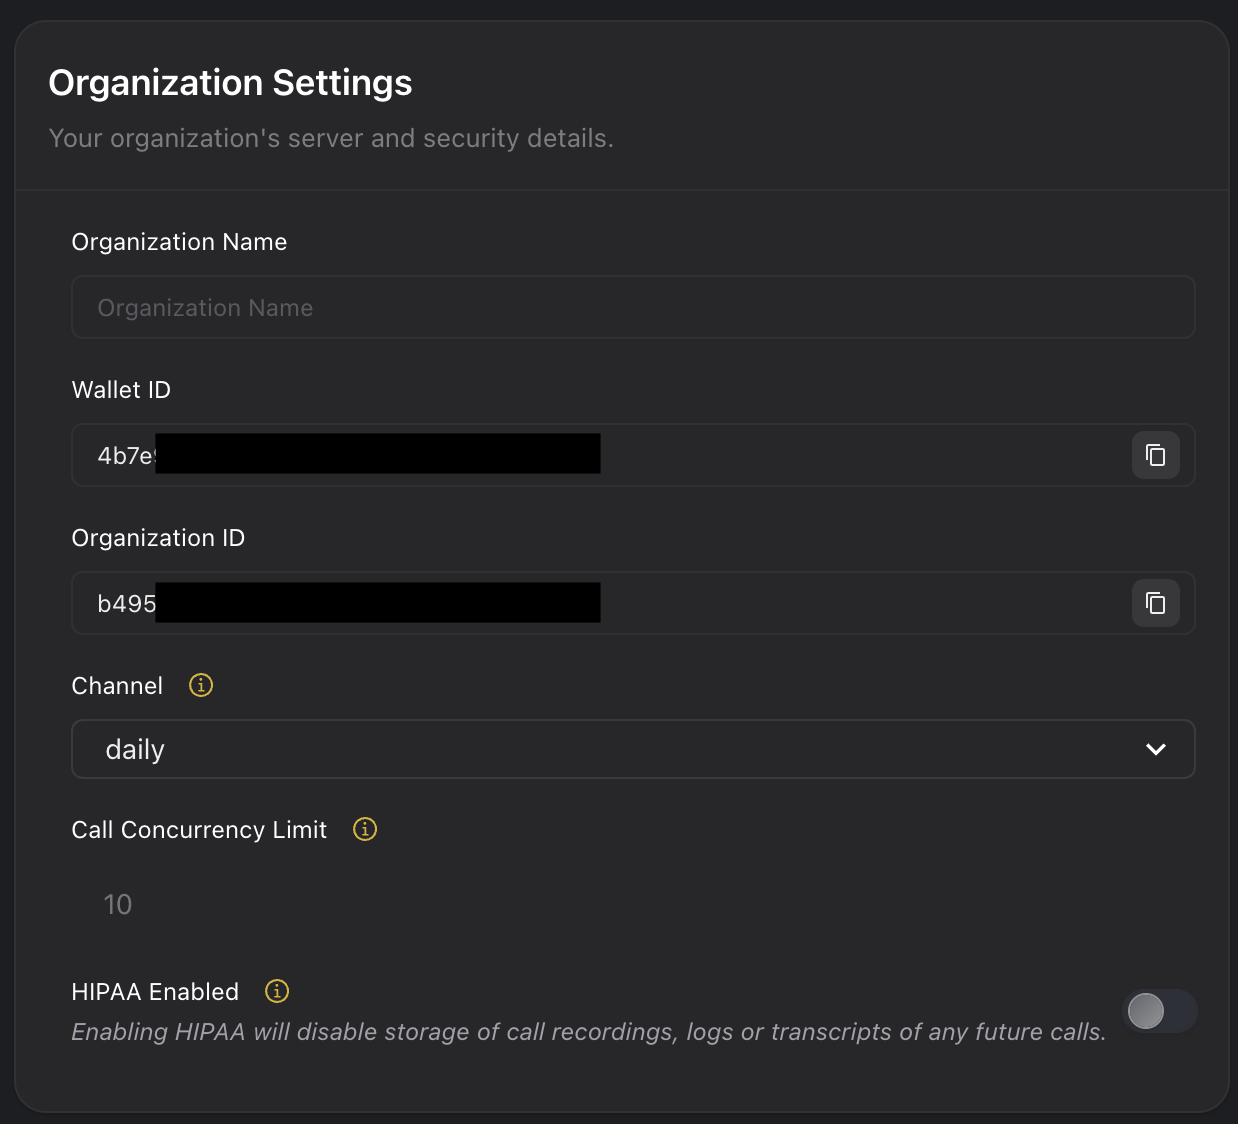 Organization Settings
Your organization's server and security details.
Organization Name
Organization Name
Wallet ID
4b7e
Organization ID
b495
Channel
daily
Call Concurrency Limit
10
HIPAA Enabled
Enabling HIPAA will disable storage of call recordings, logs or transcripts of any future calls.